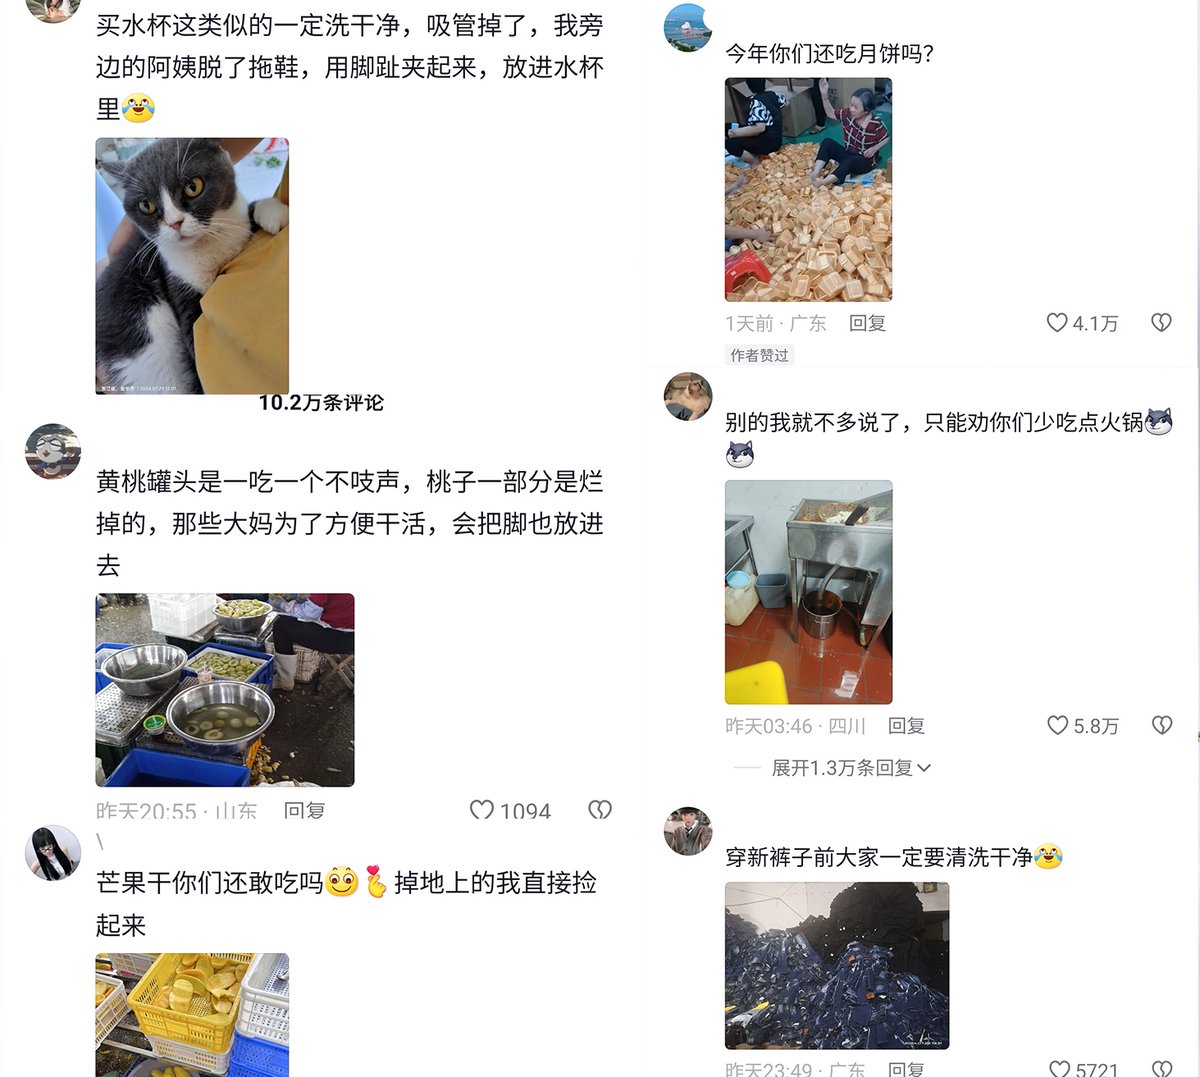 买水杯这类似的一定洗干净，吸管掉了，我旁
边的阿姨脱了拖鞋，用脚趾夹起来，放进水杯
里
10.2万条评论
黄桃罐头是一吃一个不吱声，桃子一部分是烂
掉的，那些大妈为了方便干活，会把脚也放进
去
昨天20:55 · 山东 回复 1094
\
芒果干你们还敢吃吗 掉地上的我直接捡
起来
今年你们还吃月饼吗？
1天前 · 广东 回复 4.1万
作者赞过
别的我就不多说了，只能劝你们少吃点火锅
昨天03:46 · 四川 回复 5.8万
展开1.3万条回复
穿新裤子前大家一定要清洗干净
昨天23:49 · 广东 回复 5721